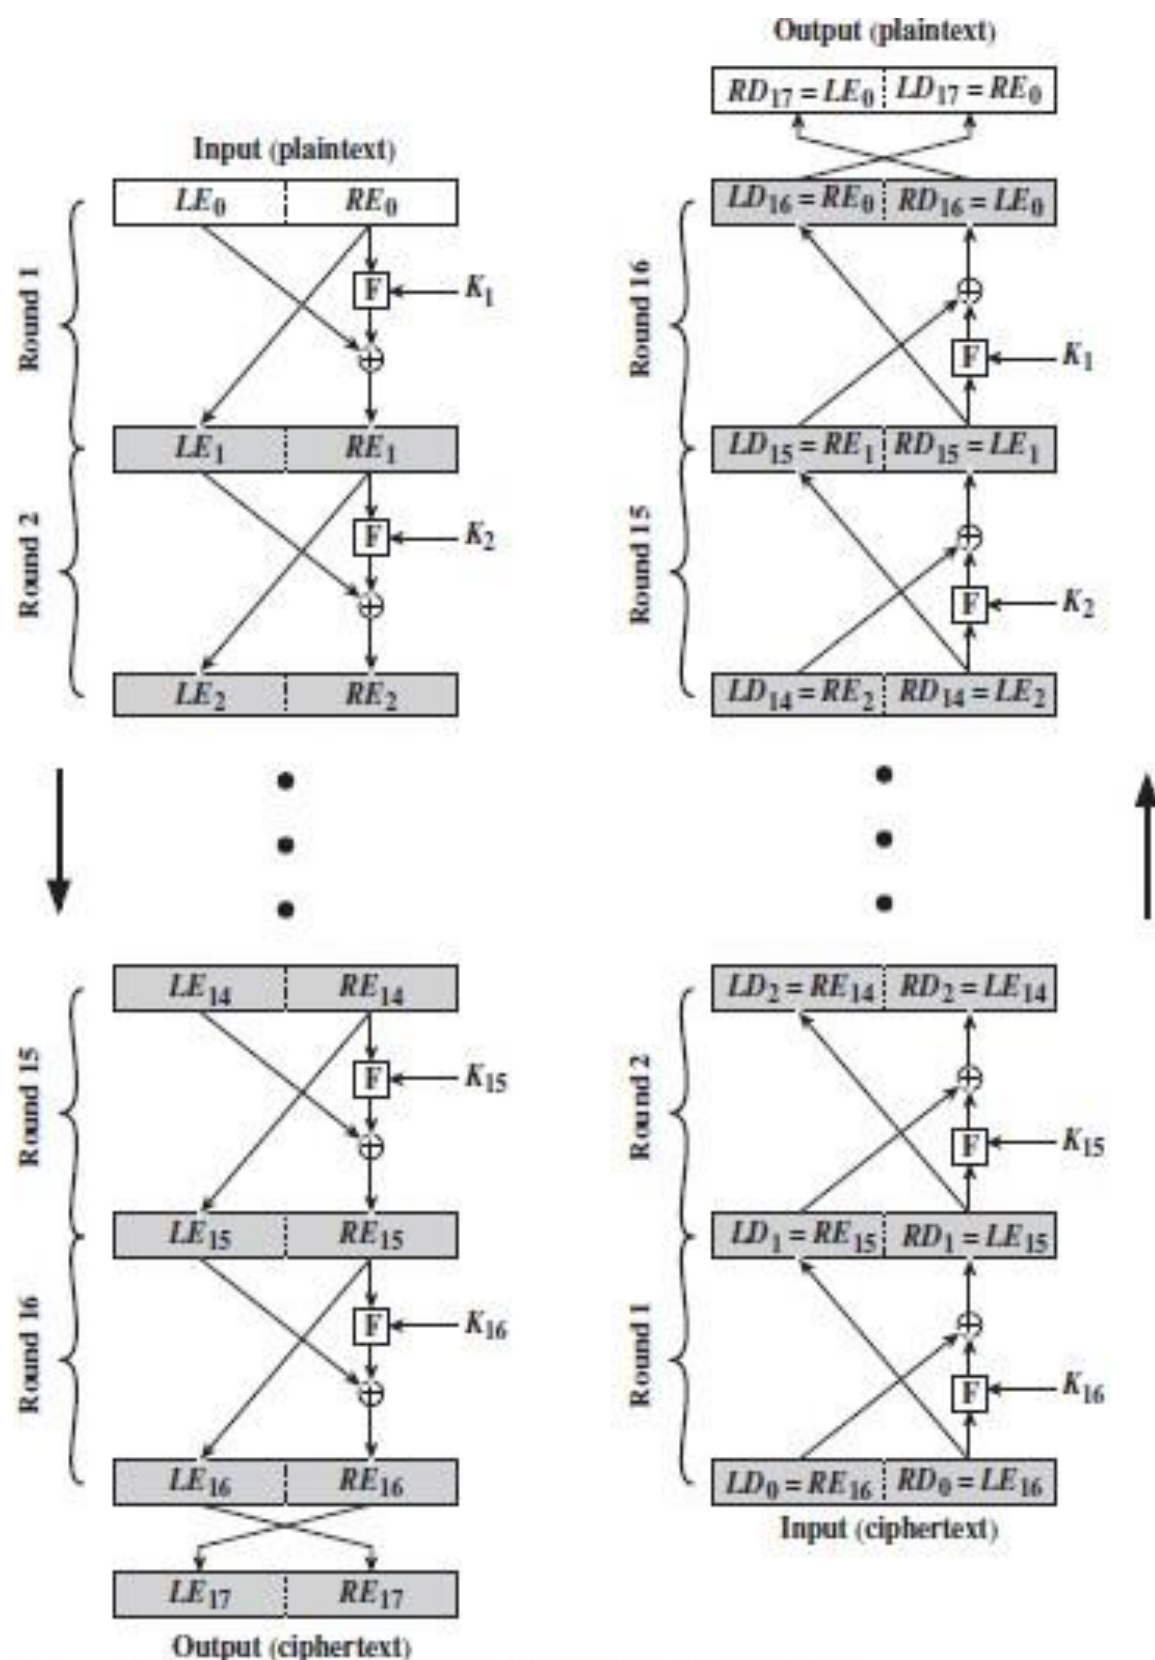 Input (plaintext)
LE₀ RE₀
Round 1
F K₁
LE₁ RE₁
Round 2
F K₂
LE₂ RE₂
LE₁₄ RE₁₄
Round 15
F K₁₅
LE₁₅ RE₁₅
Round 16
F K₁₆
LE₁₆ RE₁₆
LE₁₇ RE₁₇
Output (ciphertext)
Output (plaintext)
RD₁₇ = LE₀ LD₁₇ = RE₀
LD₁₆ = RE₀ RD₁₆ = LE₀
Round 16
F K₁
LD₁₅ = RE₁ RD₁₅ = LE₁
Round 15
F K₂
LD₁₄ = RE₂ RD₁₄ = LE₂
LD₂ = RE₁₄ RD₂ = LE₁₄
Round 2
F K₁₅
LD₁ = RE₁₅ RD₁ = LE₁₅
Round 1
F K₁₆
LD₀ = RE₁₆ RD₀ = LE₁₆
Input (ciphertext)